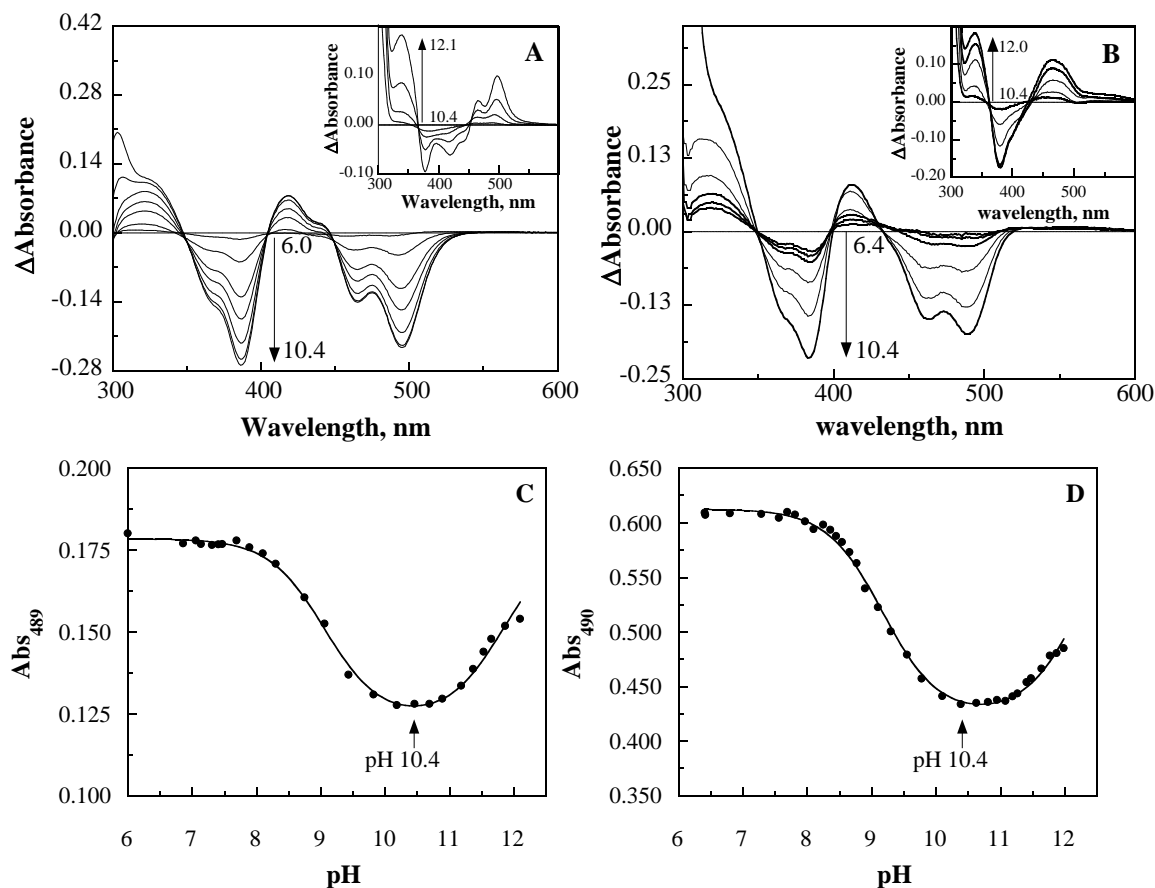 0.42
0.28
0.14
0.00
-0.14
-0.28
ΔAbsorbance
300 400 500 600
Wavelength, nm
A
6.0
10.4
0.10
0.00
-0.10
ΔAbsorbance
12.1
10.4
300 400 500
Wavelength, nm
0.25
0.13
0.00
-0.13
-0.25
ΔAbsorbance
300 400 500 600
wavelength, nm
B
6.4
10.4
0.10
0.00
-0.10
-0.20
ΔAbsorbance
12.0
10.4
300 400 500
wavelength, nm
0.200
0.175
0.150
0.125
0.100
Abs489
C
pH 10.4
6 7 8 9 10 11 12
pH
0.650
0.600
0.550
0.500
0.450
0.400
0.350
Abs490
D
pH 10.4
6 7 8 9 10 11 12
pH